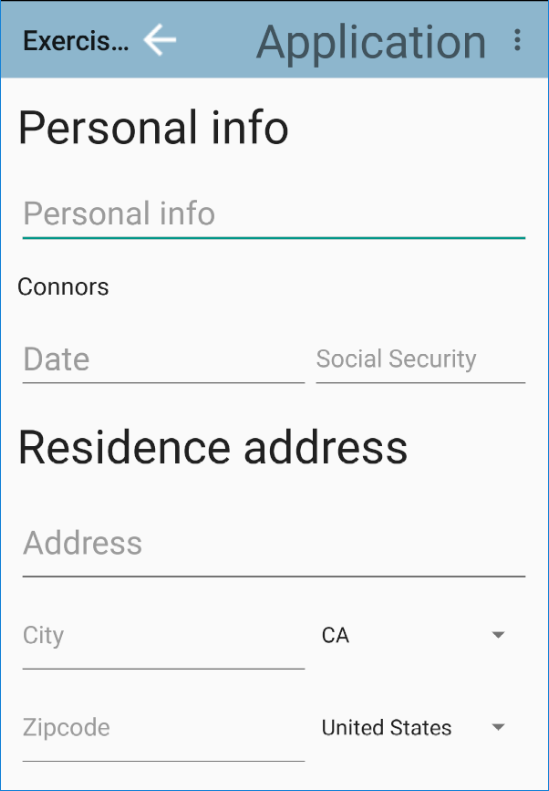 Exercis... Application
Personal info
Personal info
Connors
Date Social Security
Residence address
Address
City CA
Zipcode United States